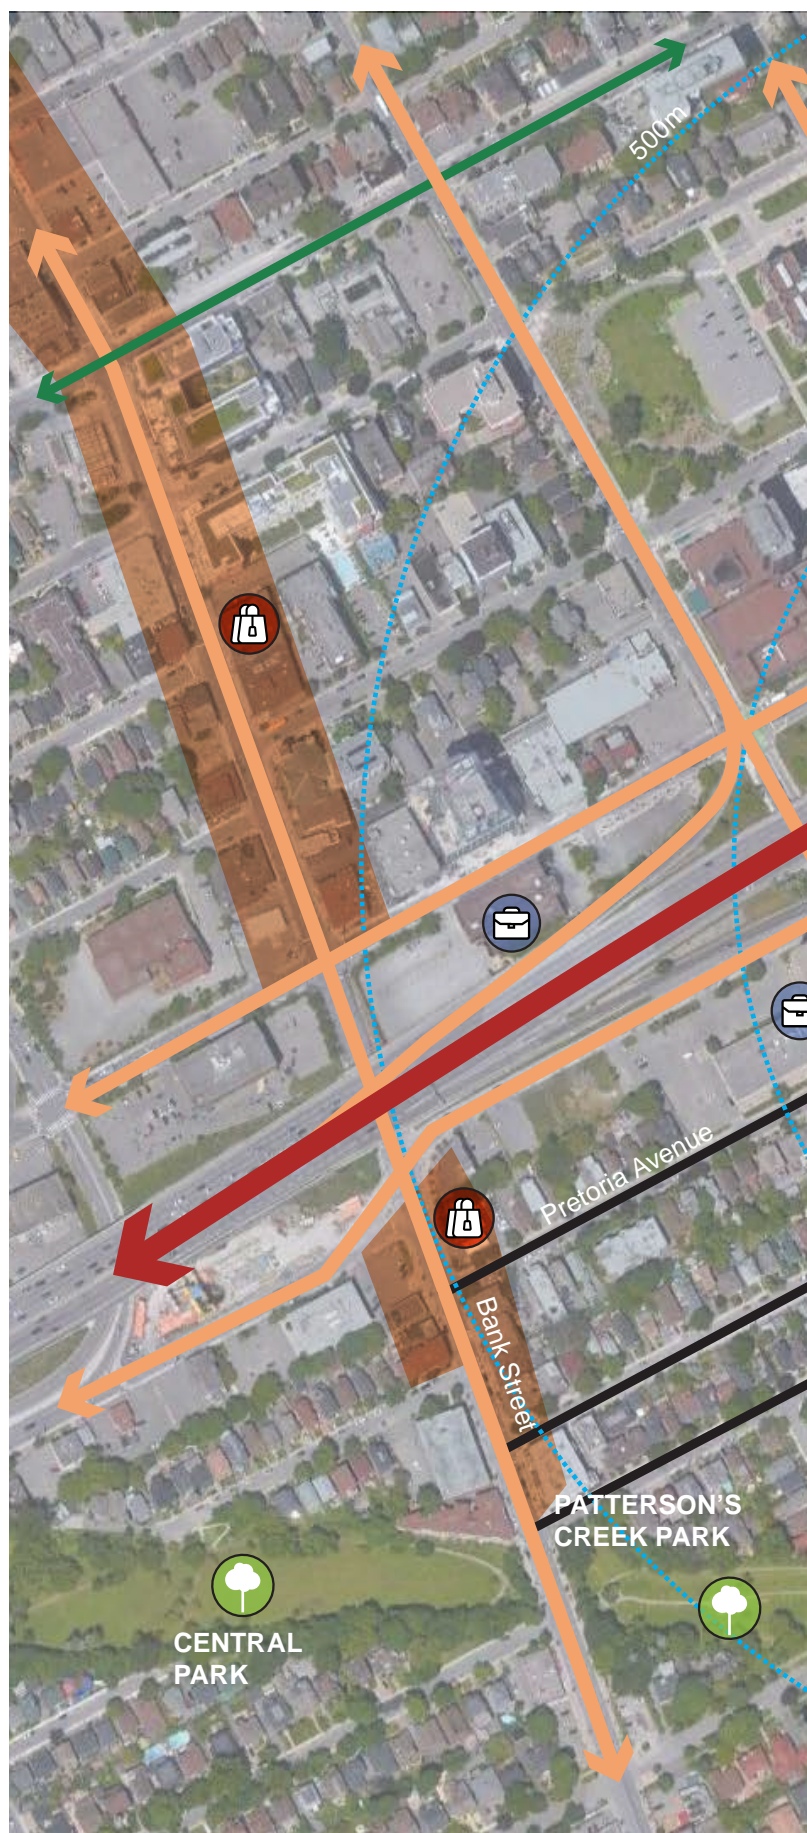 500m
Pretoria Avenue
Bank Street
PATTERSON'S
CREEK PARK
CENTRAL
PARK